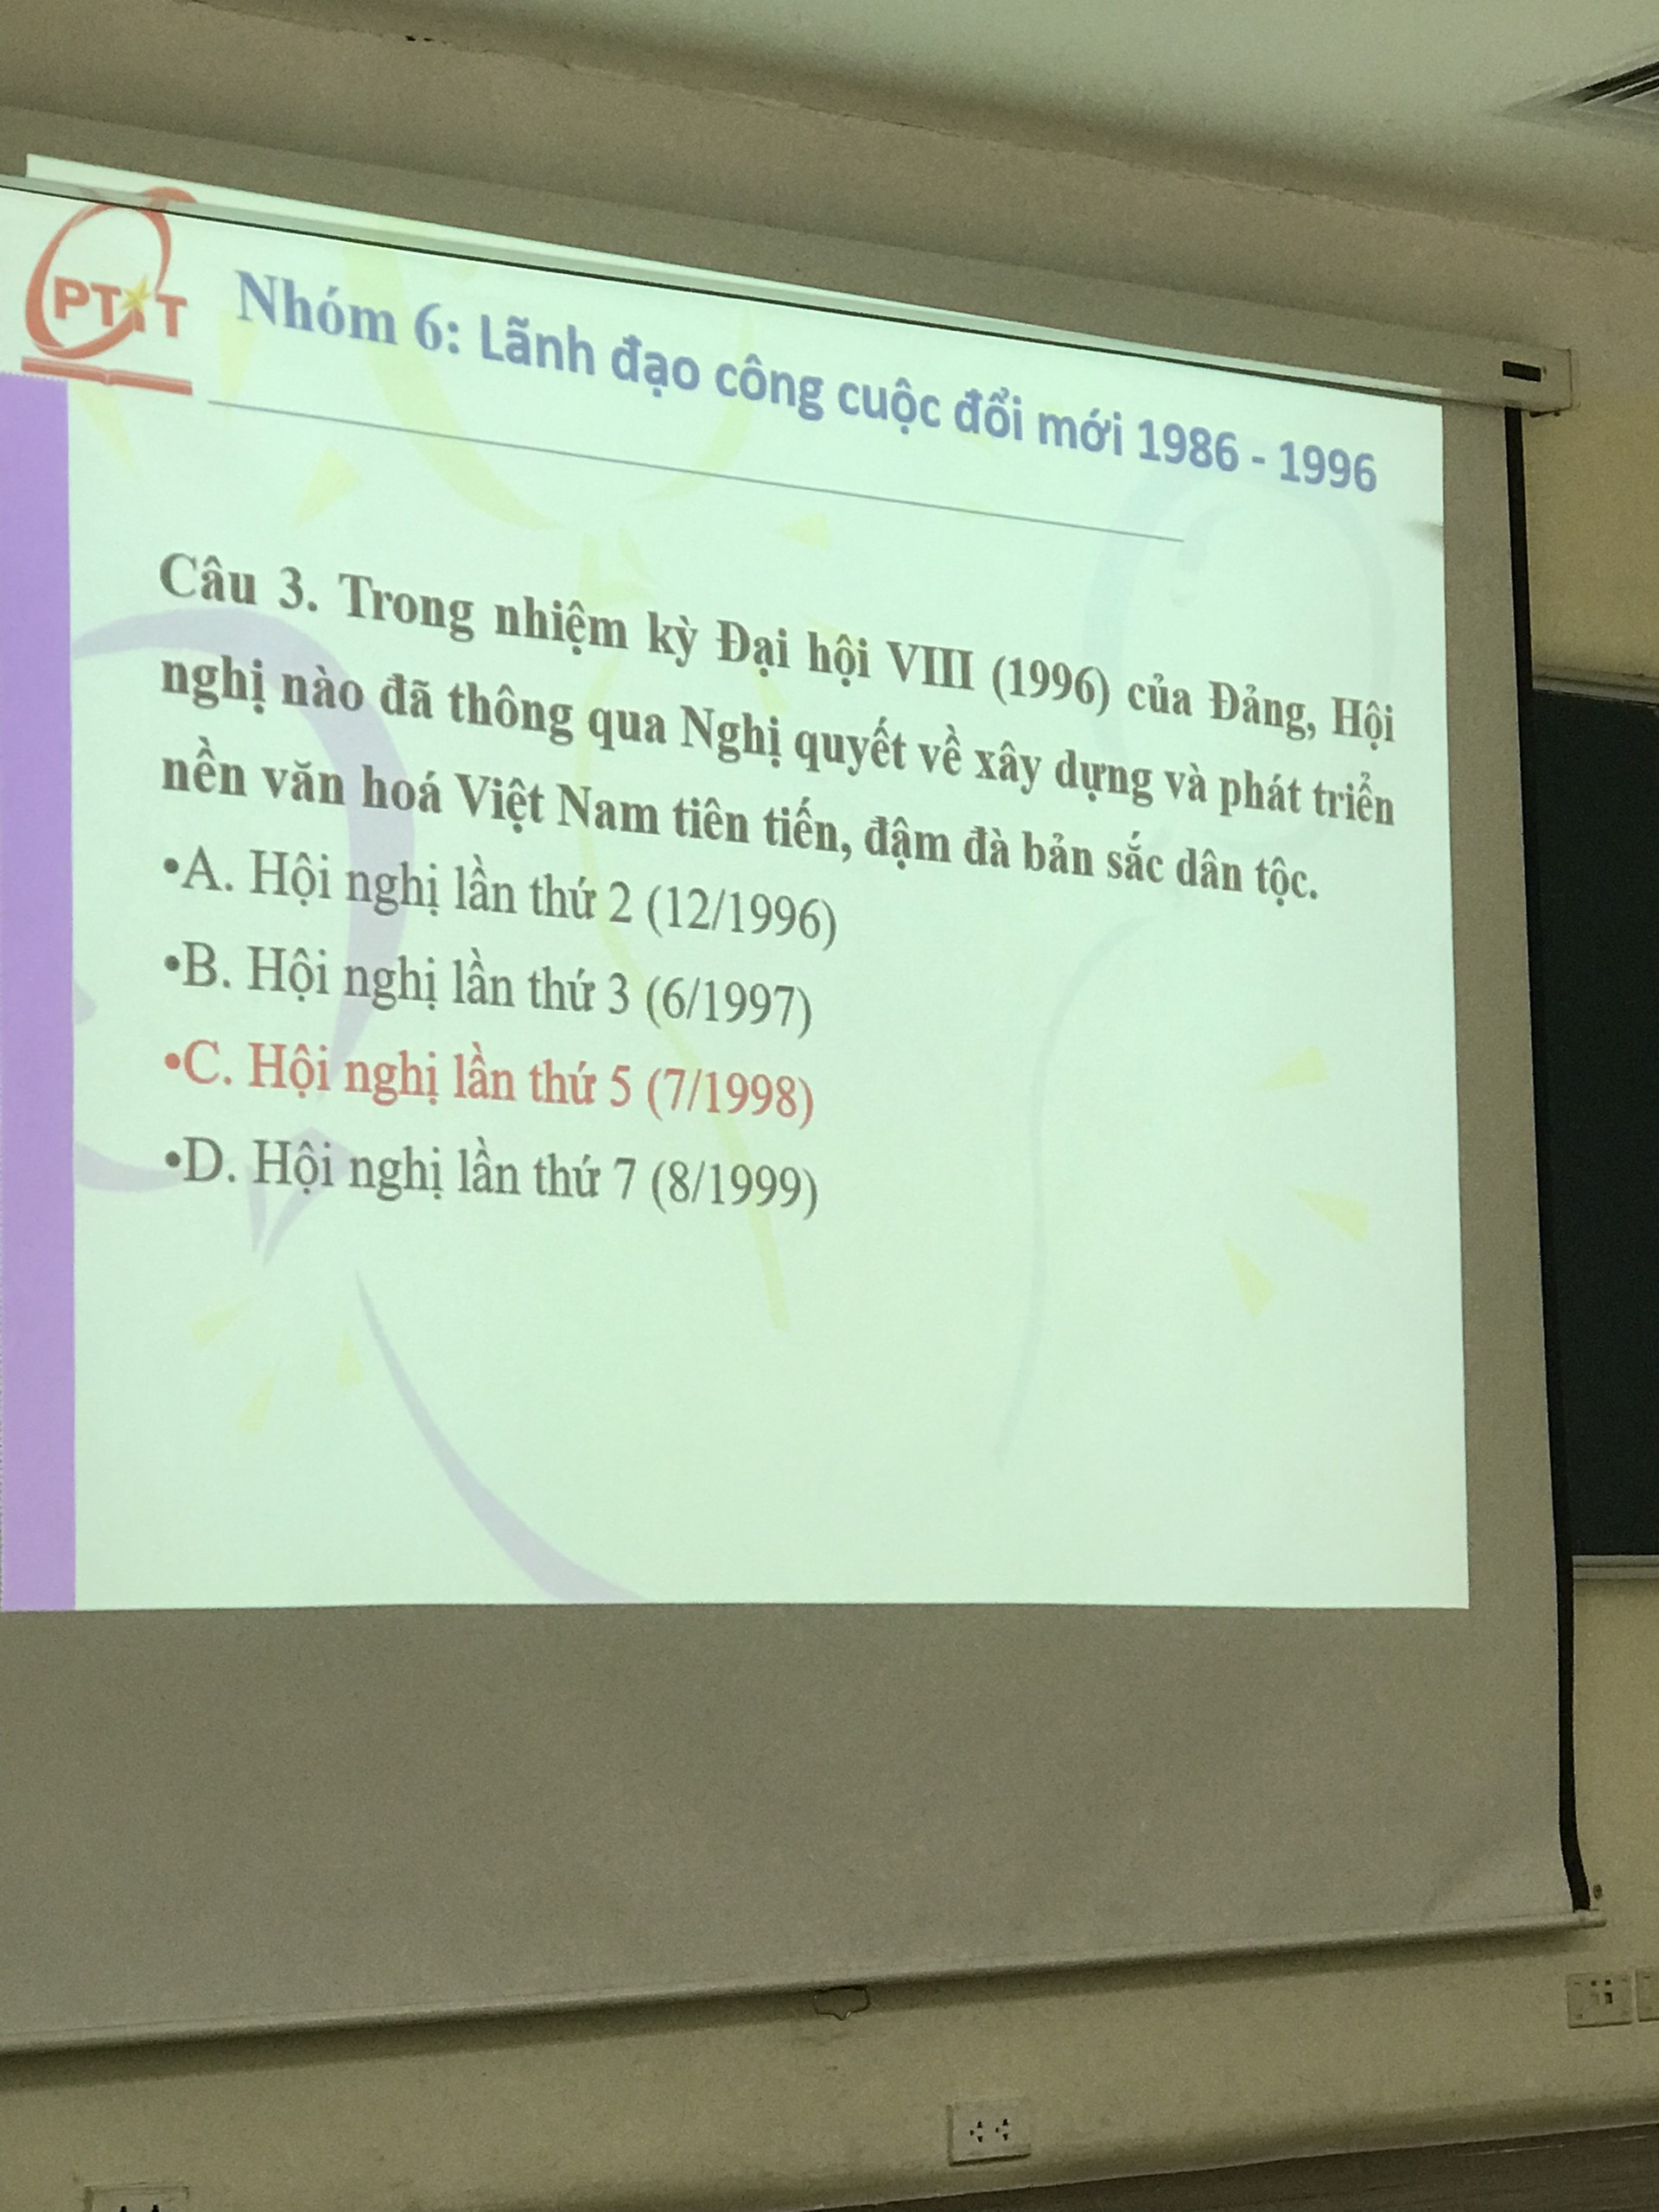 PTIT
Nhóm 6: Lãnh đạo công cuộc đổi mới 1986 - 1996
Câu 3. Trong nhiệm kỳ Đại hội VIII (1996) của Đảng, Hội
nghị nào đã thông qua Nghị quyết về xây dựng và phát triển
nền văn hoá Việt Nam tiên tiến, đậm đà bản sắc dân tộc.
•A. Hội nghị lần thứ 2 (12/1996)
•B. Hội nghị lần thứ 3 (6/1997)
•C. Hội nghị lần thứ 5 (7/1998)
•D. Hội nghị lần thứ 7 (8/1999)